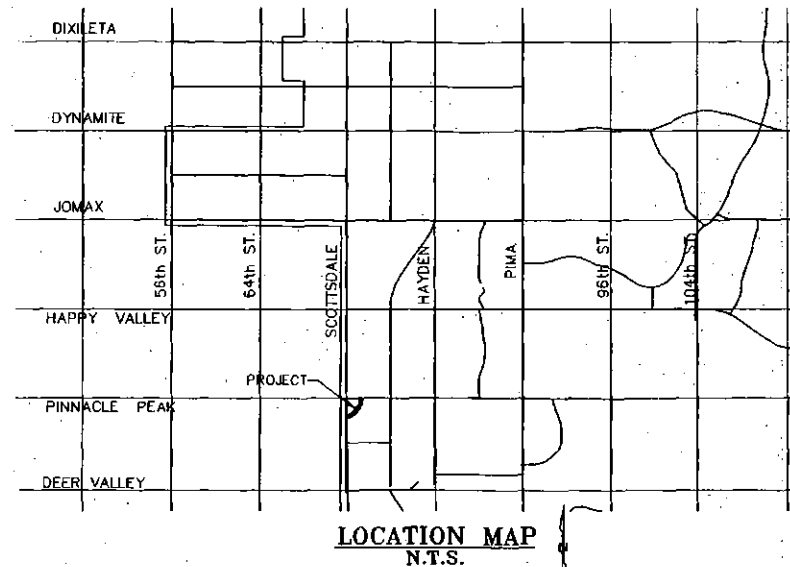 DIXILETA
DYNAMITE
JOMAX
56th ST.
64th ST.
SCOTTSDALE
HAYDEN
PIMA
96th ST.
104th ST.
HAPPY VALLEY
PROJECT
PINNACLE PEAK
DEER VALLEY
LOCATION MAP
N.T.S.